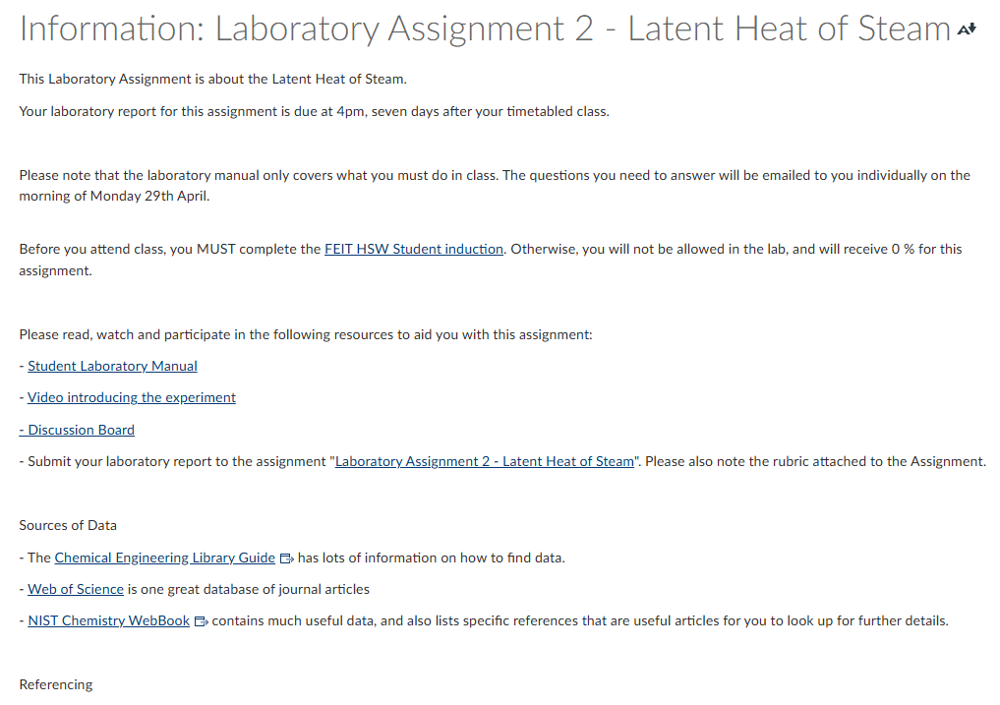 Information: Laboratory Assignment 2 - Latent Heat of Steam
This Laboratory Assignment is about the Latent Heat of Steam.
Your laboratory report for this assignment is due at 4pm, seven days after your timetabled class.
Please note that the laboratory manual only covers what you must do in class. The questions you need to answer will be emailed to you individually on the
morning of Monday 29th April.
Before you attend class, you MUST complete the FEIT HSW Student induction. Otherwise, you will not be allowed in the lab, and will receive 0 % for this
assignment.
Please read, watch and participate in the following resources to aid you with this assignment:
- Student Laboratory Manual
- Video introducing the experiment
- Discussion Board
- Submit your laboratory report to the assignment "Laboratory Assignment 2 - Latent Heat of Steam". Please also note the rubric attached to the Assignment.
Sources of Data
- The Chemical Engineering Library Guide has lots of information on how to find data.
- Web of Science is one great database of journal articles
- NIST Chemistry WebBook contains much useful data, and also lists specific references that are useful articles for you to look up for further details.
Referencing